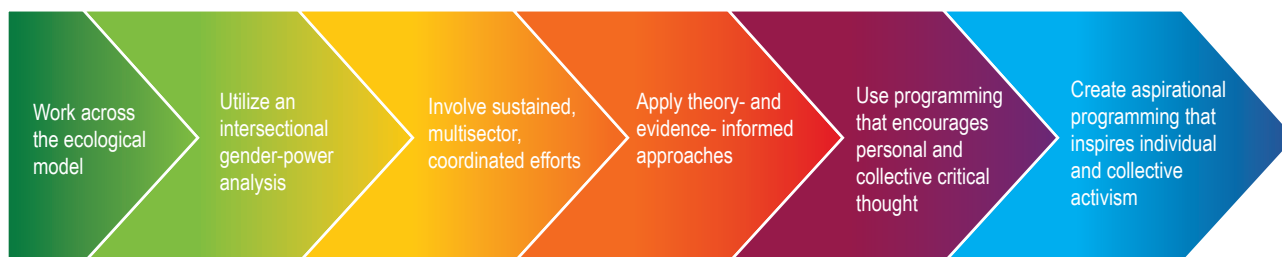 Work across
the ecological
model
Utilize an
intersectional
gender-power
analysis
Involve sustained,
multisector,
coordinated efforts
Apply theory- and
evidence- informed
approaches
Use programming
that encourages
personal and
collective critical
thought
Create aspirational
programming that
inspires individual
and collective
activism